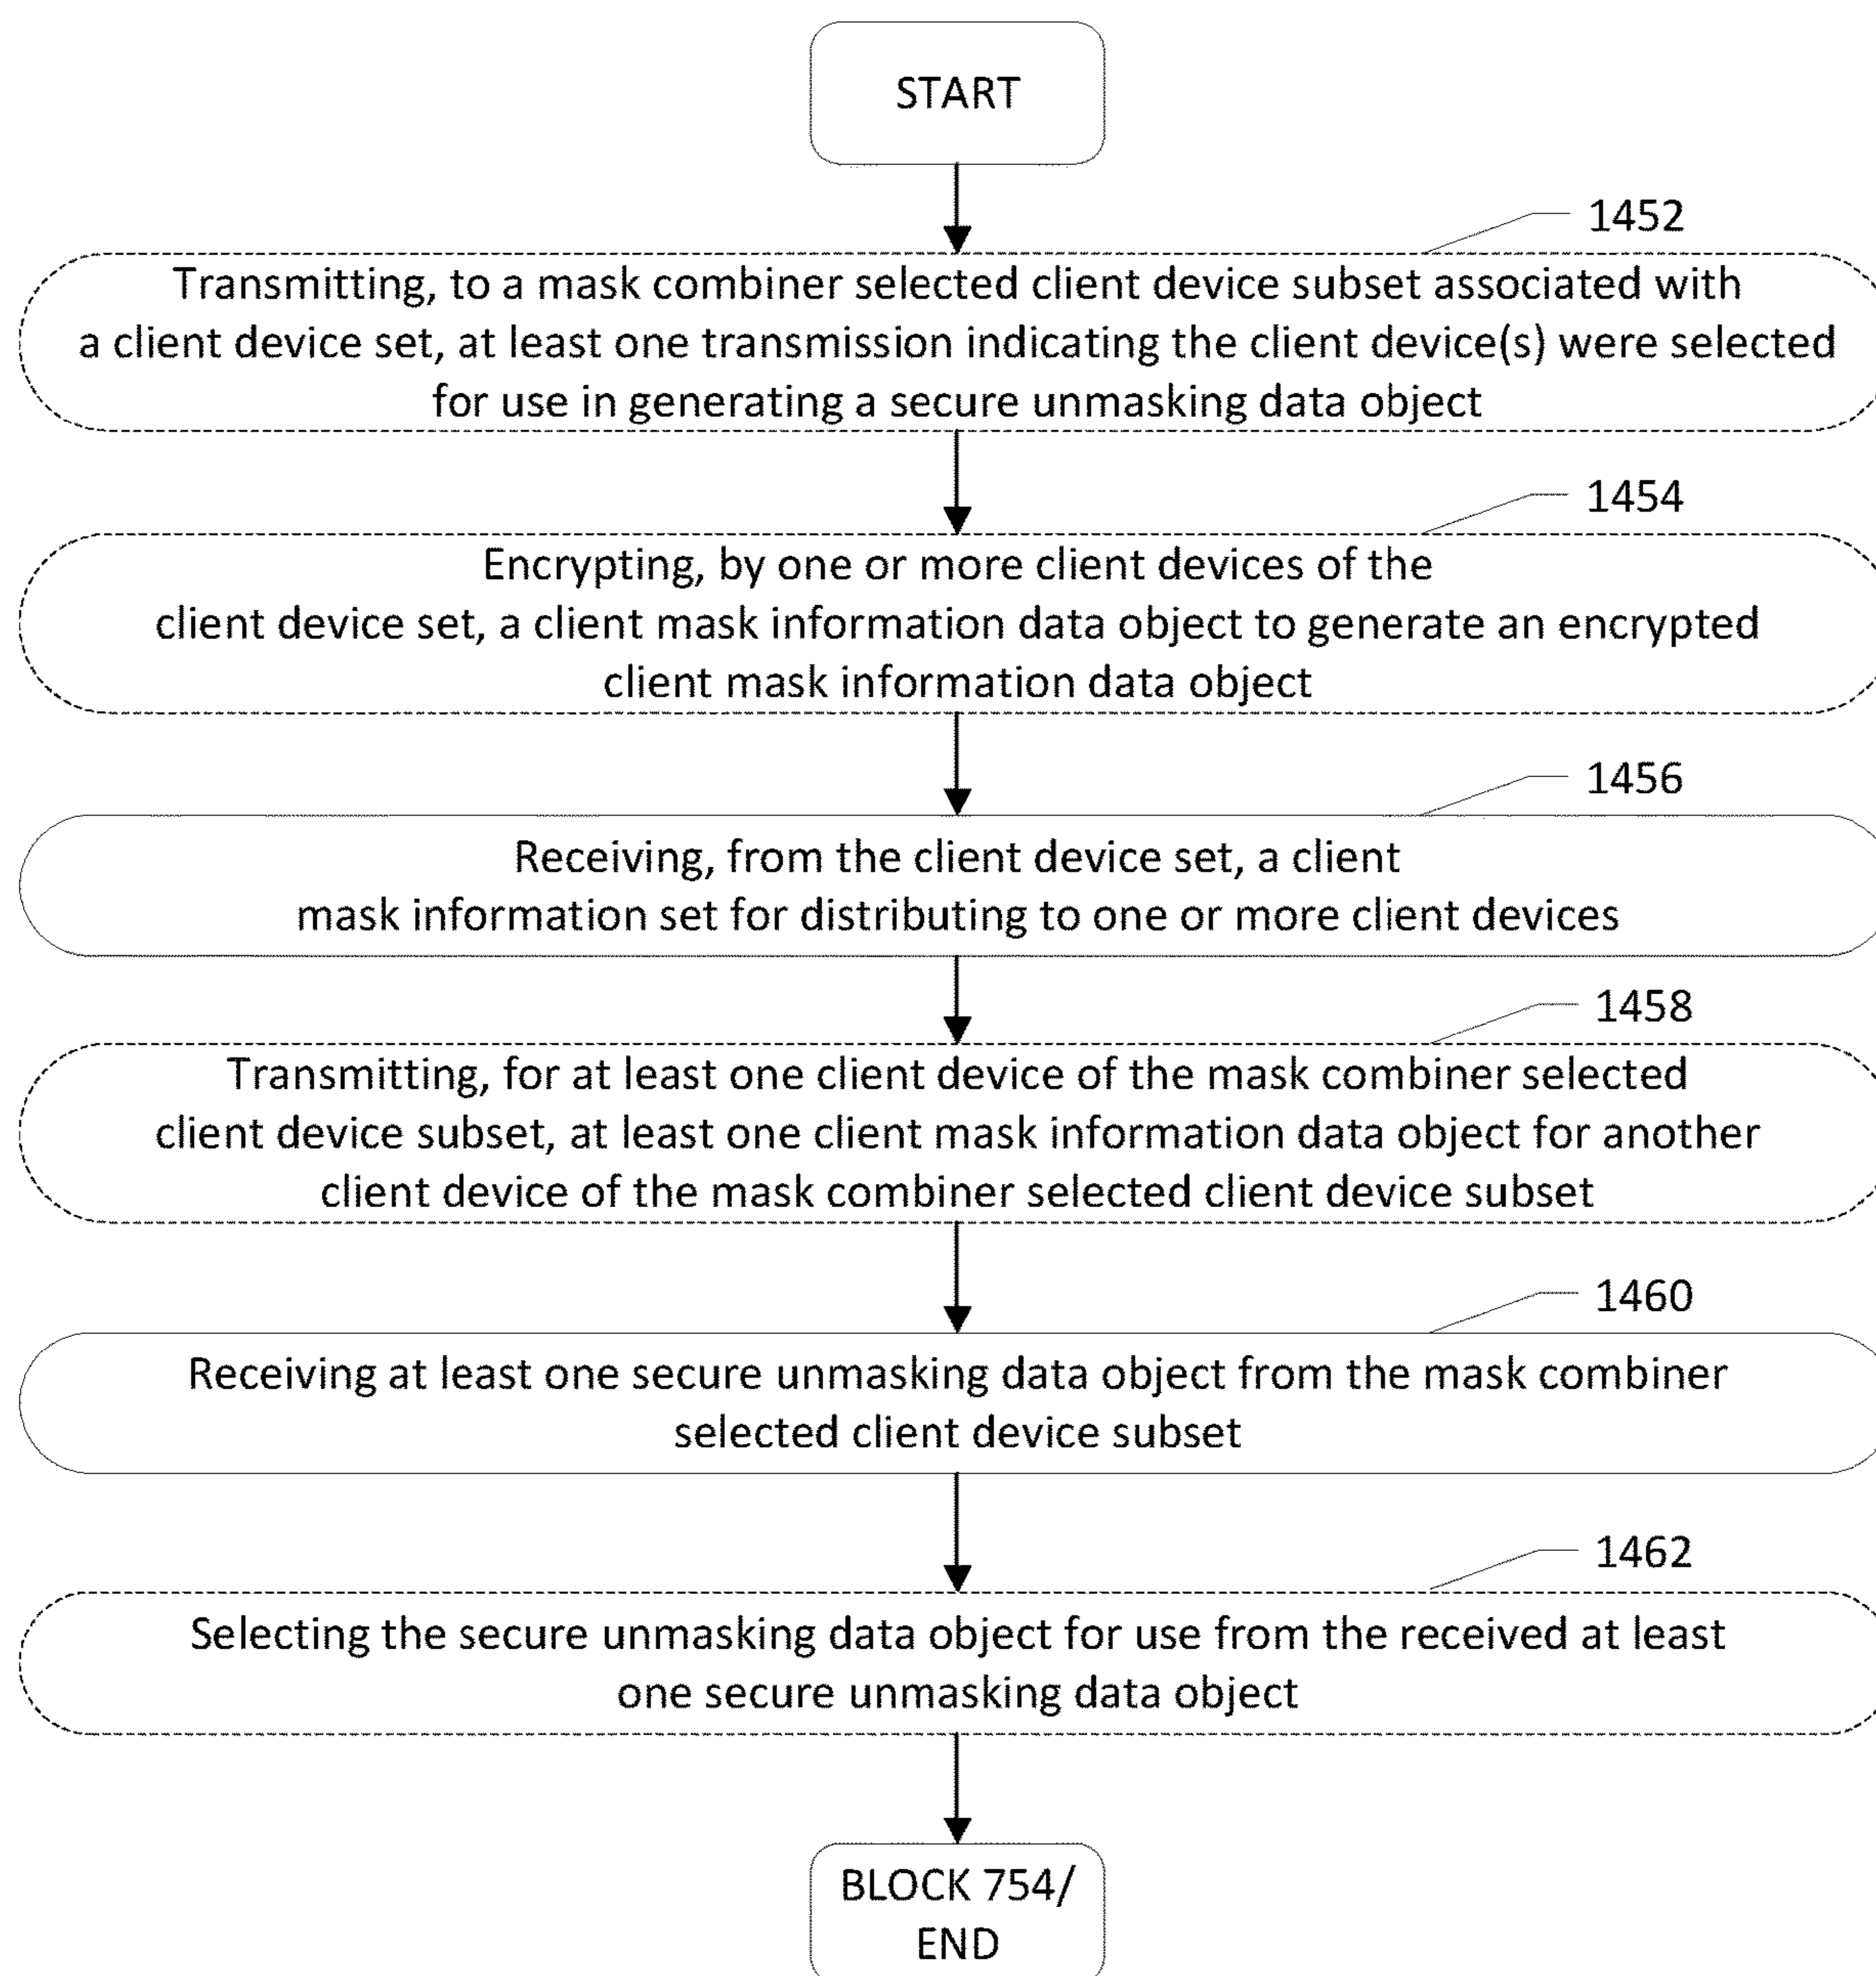 START
1452
Transmitting, to a mask combiner selected client device subset associated with
a client device set, at least one transmission indicating the client device(s) were selected
for use in generating a secure unmasking data object
1454
Encrypting, by one or more client devices of the
client device set, a client mask information data object to generate an encrypted
client mask information data object
1456
Receiving, from the client device set, a client
mask information set for distributing to one or more client devices
1458
Transmitting, for at least one client device of the mask combiner selected
client device subset, at least one client mask information data object for another
client device of the mask combiner selected client device subset
1460
Receiving at least one secure unmasking data object from the mask combiner
selected client device subset
1462
Selecting the secure unmasking data object for use from the received at least
one secure unmasking data object
BLOCK 754/
END